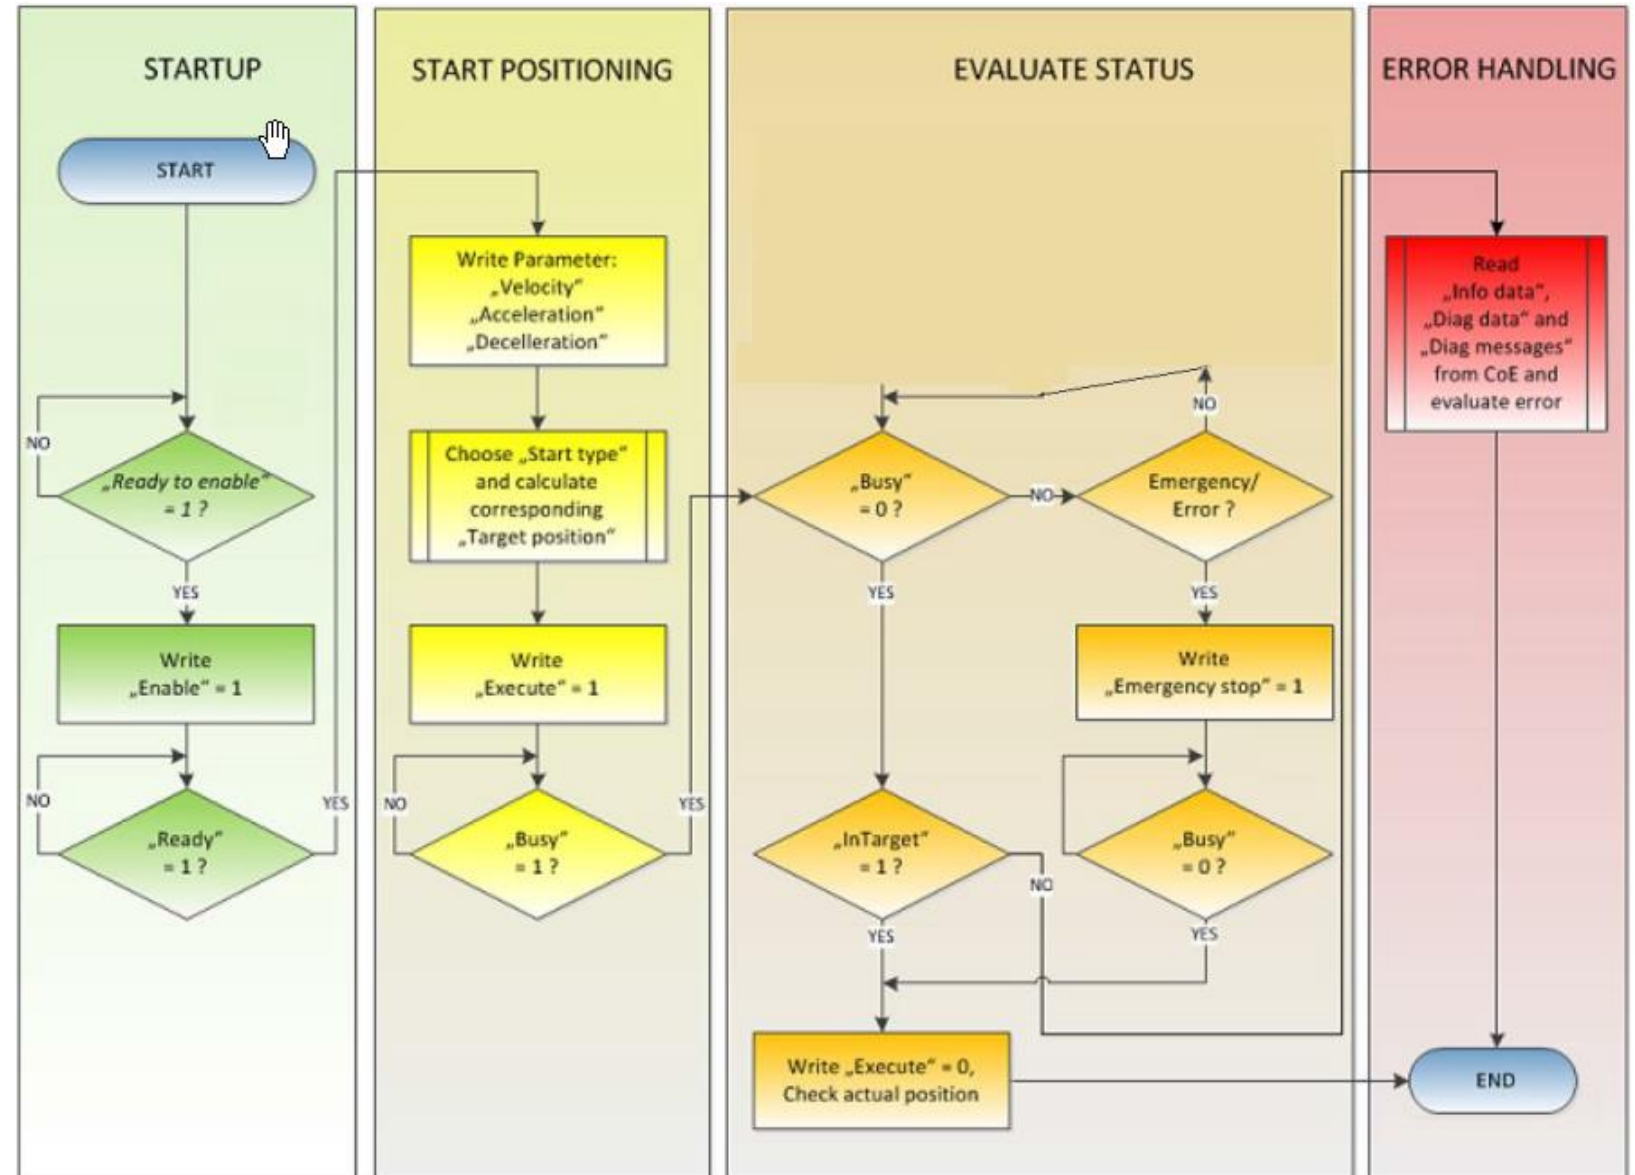 STARTUP
START
NO
„Ready to enable“
= 1 ?
YES
Write
„Enable“ = 1
NO
„Ready“
= 1 ?
YES
START POSITIONING
Write Parameter:
„Velocity“
„Acceleration“
„Decelleration“
Choose „Start type“
and calculate
corresponding
„Target position“
Write
„Execute“ = 1
NO
„Busy“
= 1 ?
YES
EVALUATE STATUS
„Busy“
= 0 ?
NO
YES
NO
Emergency/
Error ?
YES
Write
„Emergency stop“ = 1
„InTarget“
= 1 ?
NO
YES
„Busy“
= 0 ?
YES
Write „Execute“ = 0,
Check actual position
ERROR HANDLING
Read
„Info data“,
„Diag data“ and
„Diag messages“
from CoE and
evaluate error
END